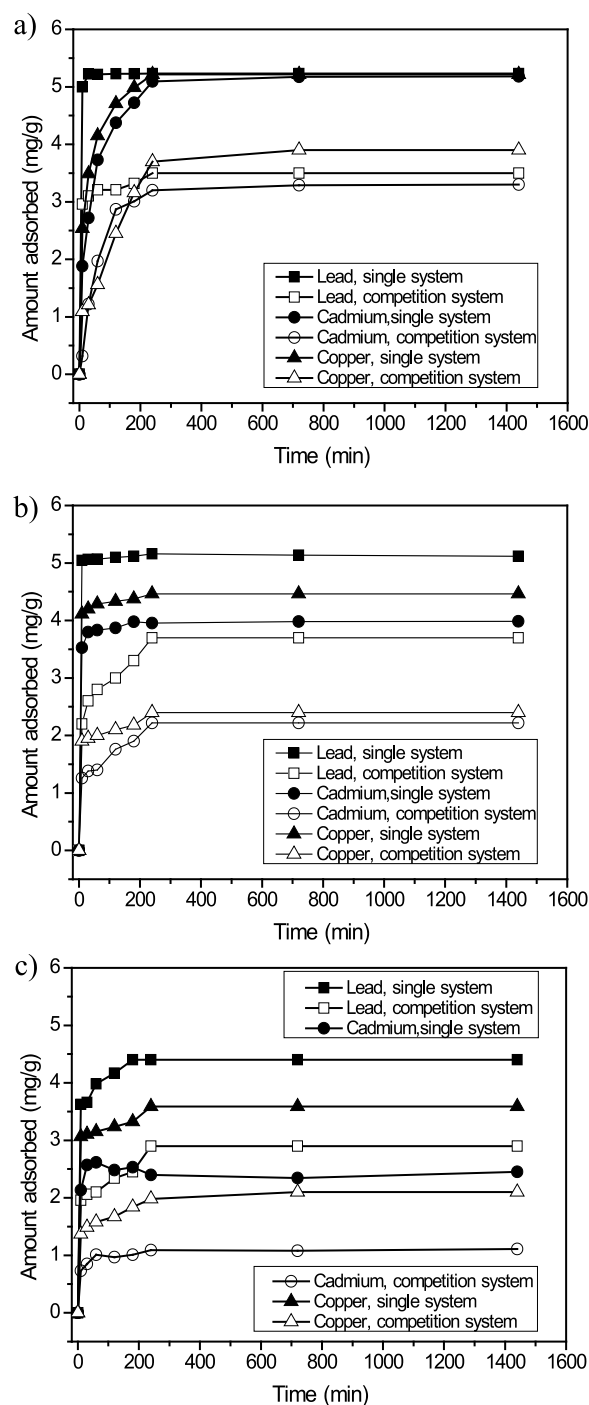 a)
6
5
4
3
2
1
0
Amount adsorbed (mg/g)
Lead, single system
Lead, competition system
Cadmium,single system
Cadmium, competition system
Copper, single system
Copper, competition system
0 200 400 600 800 1000 1200 1400 1600
Time (min)
b)
6
5
4
3
2
1
0
Amount adsorbed (mg/g)
Lead, single system
Lead, competition system
Cadmium,single system
Cadmium, competition system
Copper, single system
Copper, competition system
0 200 400 600 800 1000 1200 1400 1600
Time (min)
c)
6
5
4
3
2
1
0
Amount adsorbed (mg/g)
Lead, single system
Lead, competition system
Cadmium,single system
Cadmium, competition system
Copper, single system
Copper, competition system
0 200 400 600 800 1000 1200 1400 1600
Time (min)